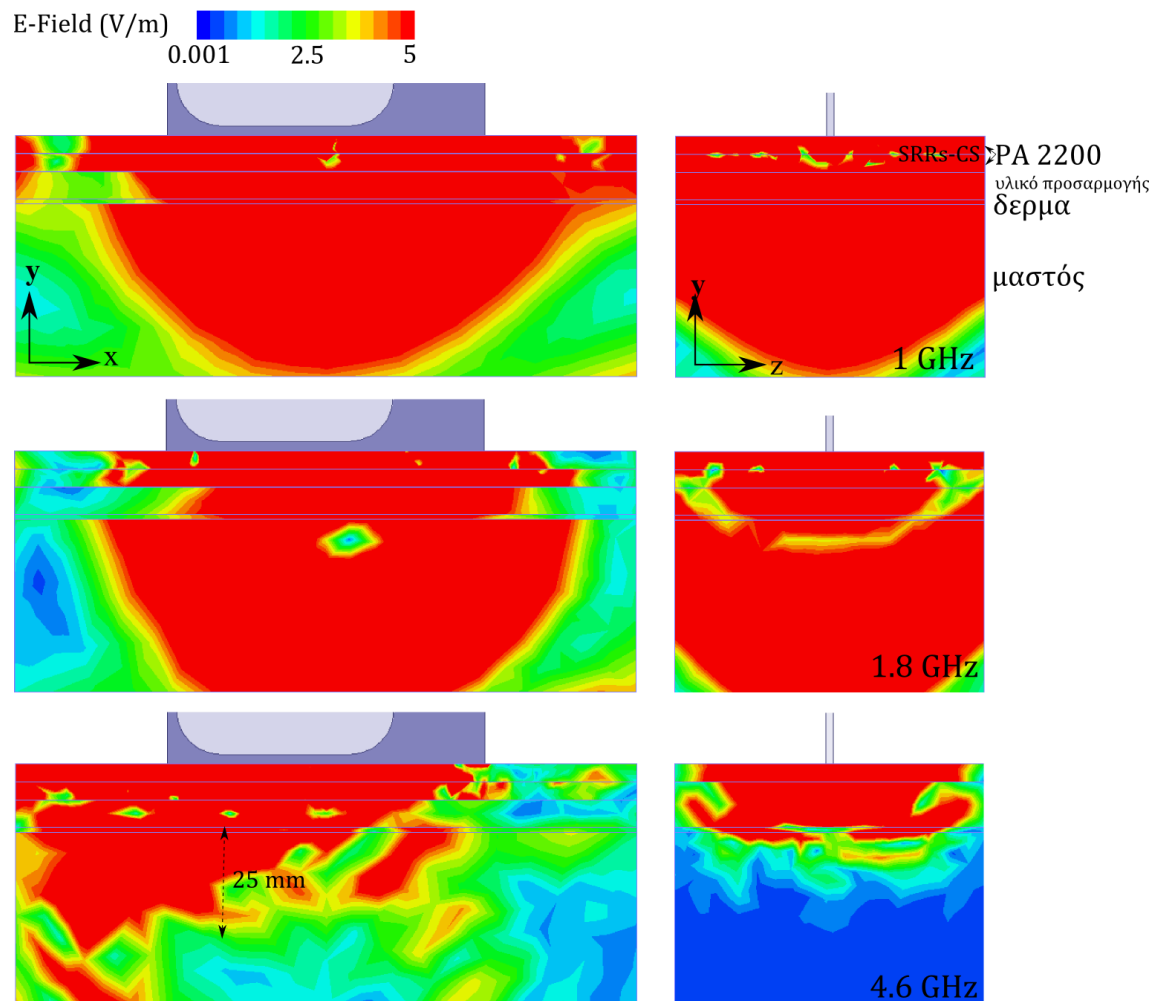 E-Field (V/m)
0.001 2.5 5
SRRs-CS PA 2200
υλικό προσαρμογής
δερμα
μαστός
y
x
y
z
1 GHz
1.8 GHz
25 mm
4.6 GHz